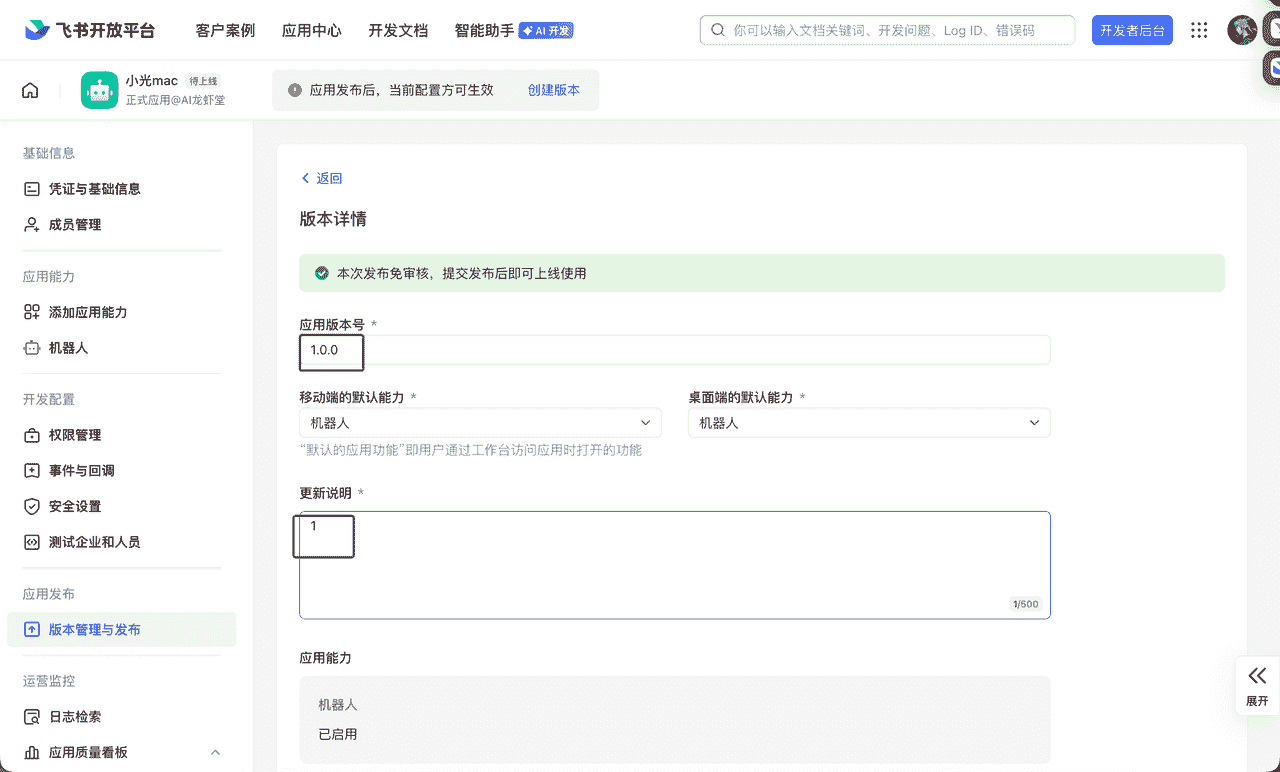 飞书开放平台 客户案例 应用中心 开发文档 智能助手 AI 开发 你可以输入文档关键词、开发问题、Log ID、错误码 开发者后台
小光mac 待上线
正式应用@AI龙虾堂
应用发布后，当前配置方可生效 创建版本
基础信息
凭证与基础信息
成员管理
应用能力
添加应用能力
机器人
开发配置
权限管理
事件与回调
安全设置
测试企业和人员
应用发布
版本管理与发布
运营监控
日志检索
应用质量看板
返回
版本详情
本次发布免审核，提交发布后即可上线使用
应用版本号 *
1.0.0
移动端的默认能力 * 桌面端的默认能力 *
机器人 机器人
“默认的应用功能”即用户通过工作台访问应用时打开的功能
更新说明 *
1
1/500
应用能力
机器人
已启用
展开